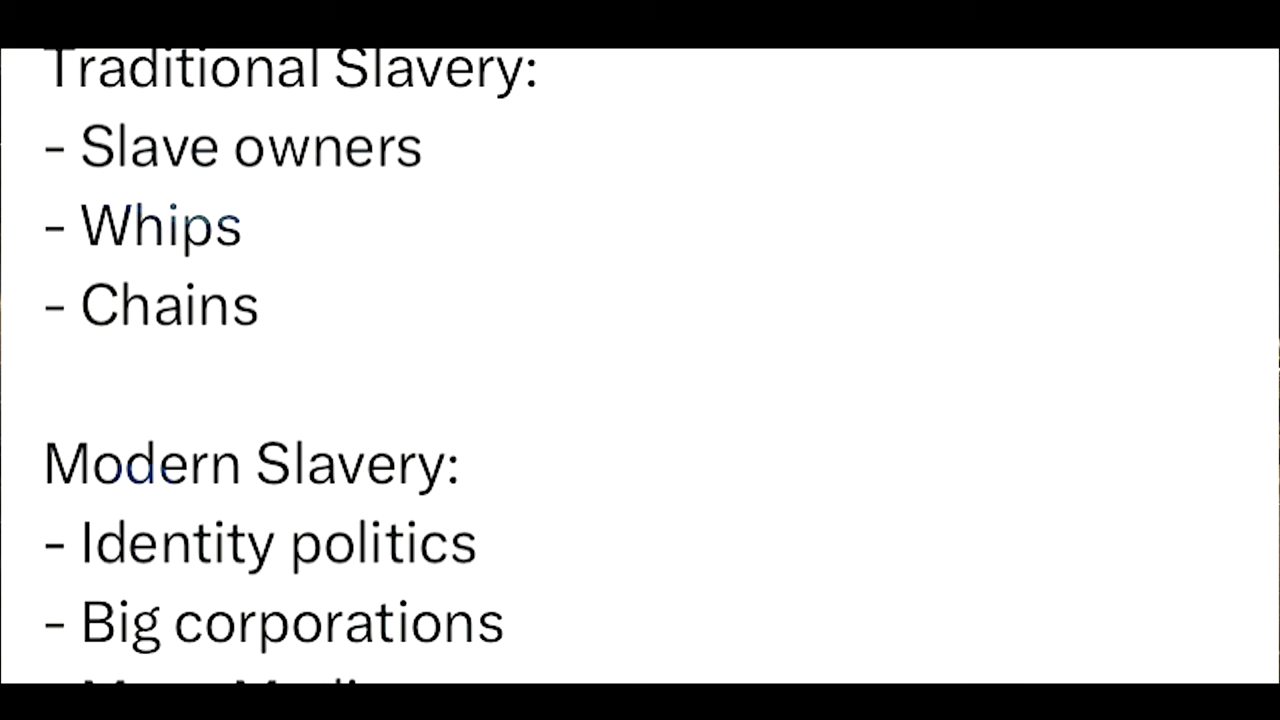 Traditional Slavery:
- Slave owners
- Whips
- Chains
Modern Slavery:
- Identity politics
- Big corporations